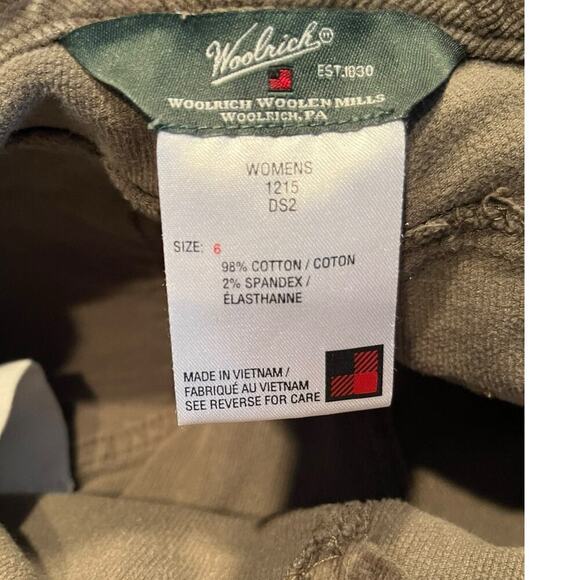 Woolrich
EST.1830
WOOLRICH WOOLEN MILLS
WOOLRICH, PA
WOMENS
1215
DS2
SIZE: 6
98% COTTON / COTON
2% SPANDEX /
ÉLASTHANNE
MADE IN VIETNAM /
FABRIQUÉ AU VIETNAM
SEE REVERSE FOR CARE